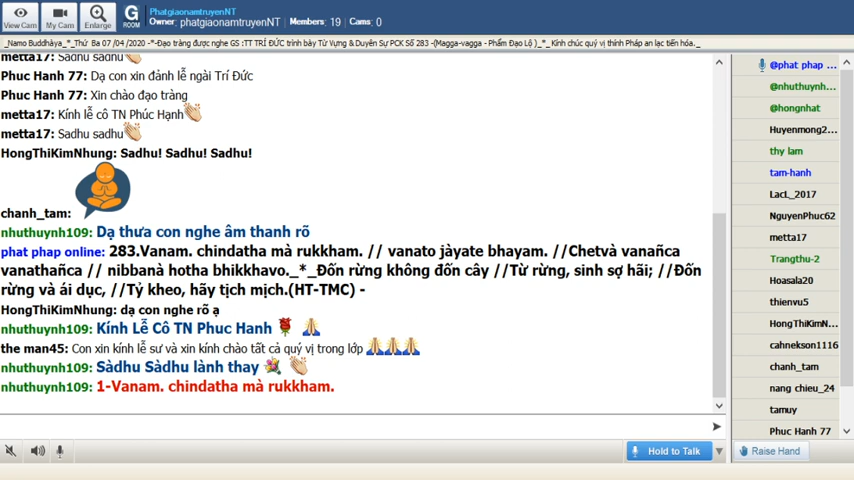 View Cam
My Cam
Enlarge
G
ROOM
PhatgiaonamtruyenNT
Owner: phatgiaonamtruyenNT | Members: 19 | Cams: 0
_Namo Buddhàya_*_Thứ Ba 07 /04 /2020 -*-Đạo tràng được nghe GS :TT TRÍ ĐỨC trình bày Từ Vựng & Duyên Sự PCK Số 283 -(Magga-vagga - Phẩm Đạo Lộ )_*_ Kính chúc quý vị thính Pháp an lạc tiến hóa._
metta17: Sadhu sadhu
Phuc Hanh 77: Dạ con xin đảnh lễ ngài Trí Đức
Phuc Hanh 77: Xin chào đạo tràng
metta17: Kính lễ cô TN Phúc Hạnh
metta17: Sadhu sadhu
HongThiKimNhung: Sadhu! Sadhu! Sadhu!
chanh_tam:
nhuthuynh109: Dạ thưa con nghe âm thanh rõ
phat phap online: 283.Vanam. chindatha mà rukkham. // vanato jàyate bhayam. //Chetvà vanañca
vanathañca // nibbanà hotha bhikkhavo._*_Đốn rừng không đốn cây //Từ rừng, sinh sợ hãi; //Đốn
rừng và ái dục, //Tỷ kheo, hãy tịch mịch.(HT-TMC) -
HongThiKimNhung: dạ con nghe rõ ạ
nhuthuynh109: Kính Lễ Cô TN Phuc Hanh
the man45: Con xin kính lễ sư và xin kính chào tất cả quý vị trong lớp
nhuthuynh109: Sàdhu Sàdhu lành thay
nhuthuynh109: 1-Vanam. chindatha mà rukkham.
@phat phap ...
@nhuthuynh...
@hongnhat
Huyenmong2...
thy lam
tam-hanh
LacL_2017
NguyenPhuc62
metta17
Trangthu-2
Hoasala20
thienvu5
HongThiKimN...
cahnekson1116
chanh_tam
nang chieu_24
tamuy
Phuc Hanh 77
Hold to Talk
Raise Hand